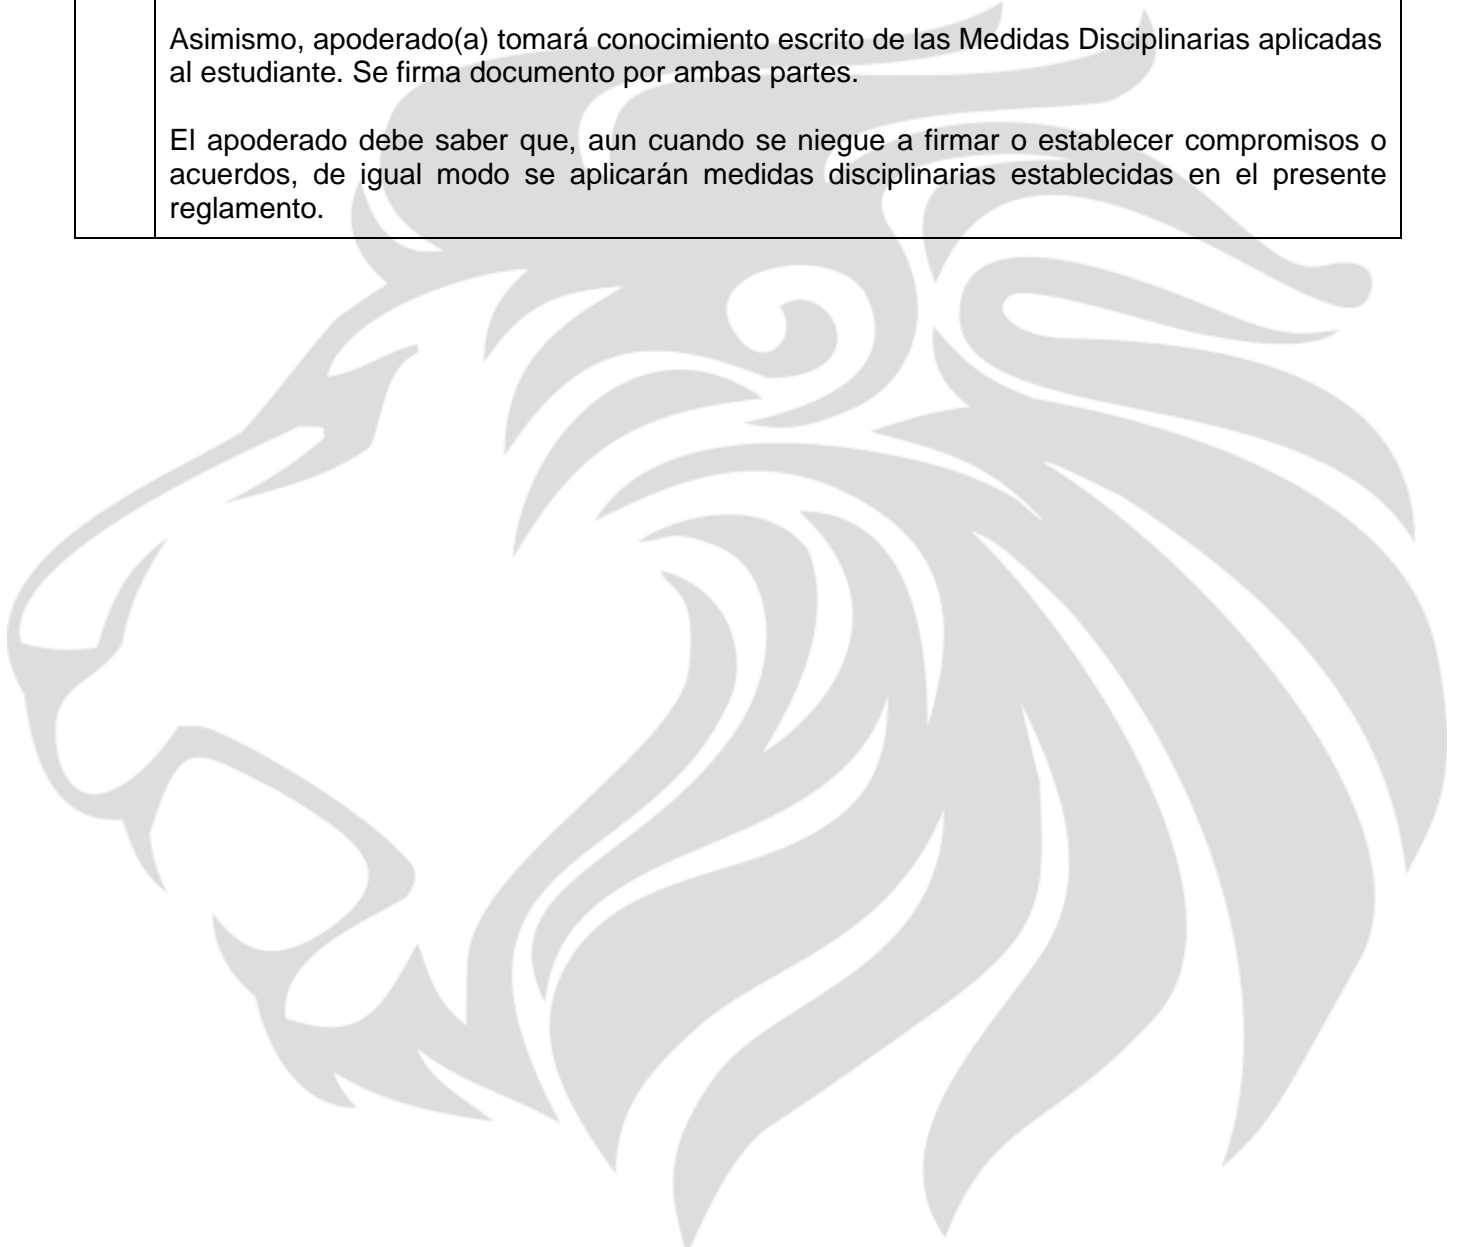 Asimismo, apoderado(a) tomará conocimiento escrito de las Medidas Disciplinarias aplicadas
al estudiante. Se firma documento por ambas partes.
El apoderado debe saber que, aun cuando se niegue a firmar o establecer compromisos o
acuerdos, de igual modo se aplicarán medidas disciplinarias establecidas en el presente
reglamento.